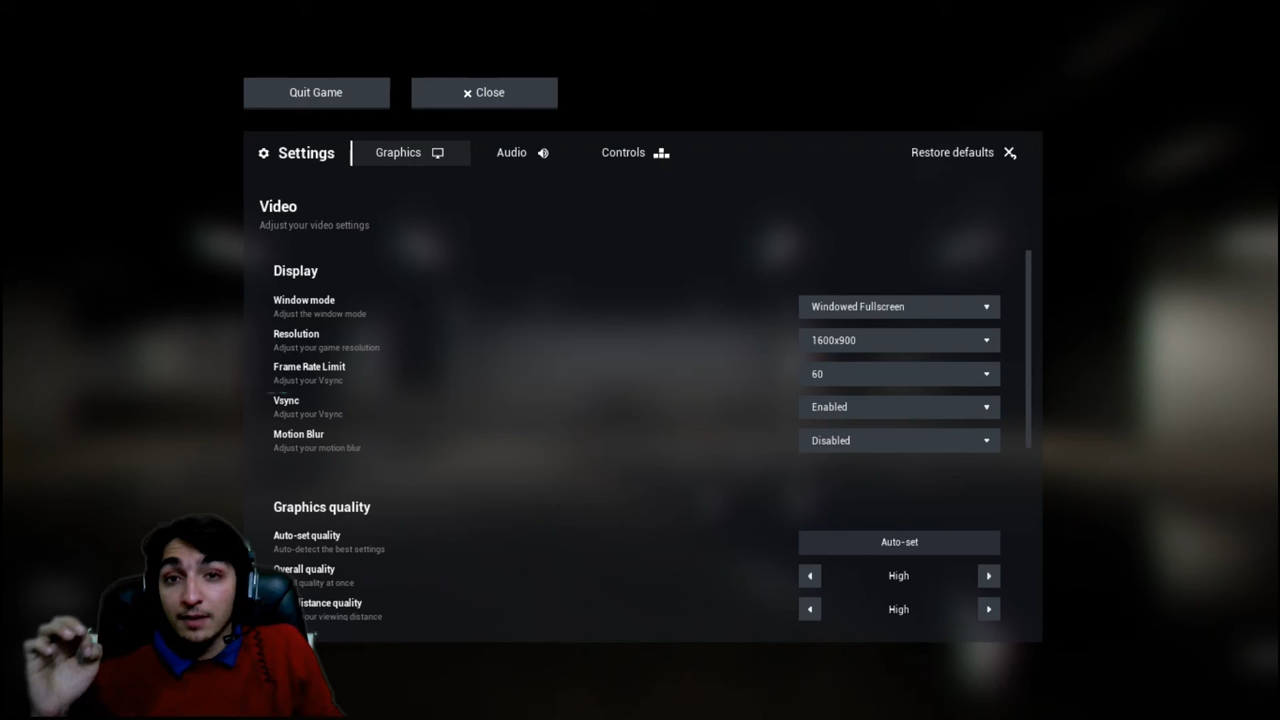 Quit Game
Close
Settings
Graphics
Audio
Controls
Restore defaults
Video
Adjust your video settings
Display
Window mode
Adjust the window mode
Windowed Fullscreen
Resolution
Adjust your game resolution
1600x900
Frame Rate Limit
Adjust your Vsync
60
Vsync
Adjust your Vsync
Enabled
Motion Blur
Adjust your motion blur
Disabled
Graphics quality
Auto-set quality
Auto-detect the best settings
Auto-set
Overall quality
quality at once
High
distance quality
your viewing distance
High